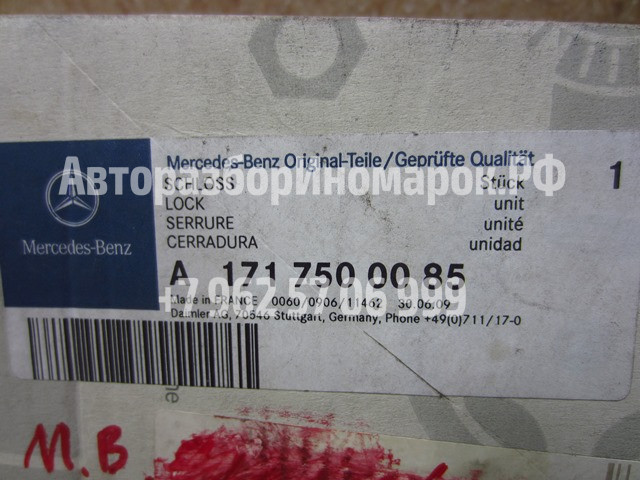 Mercedes-Benz Original-Teile/Geprüfte Qualität
SCHLOSS Stück 1
LOCK unit
SERRURE unité
CERRADURA unidad
Mercedes-Benz
A 171 750 00 85
Made in FRANCE 0060/0906/11462 30.06.09
Daimler AG, 70546 Stuttgart, Germany, Phone +49(0)711/17-0
АвторазборИномарок.РФ
M.B